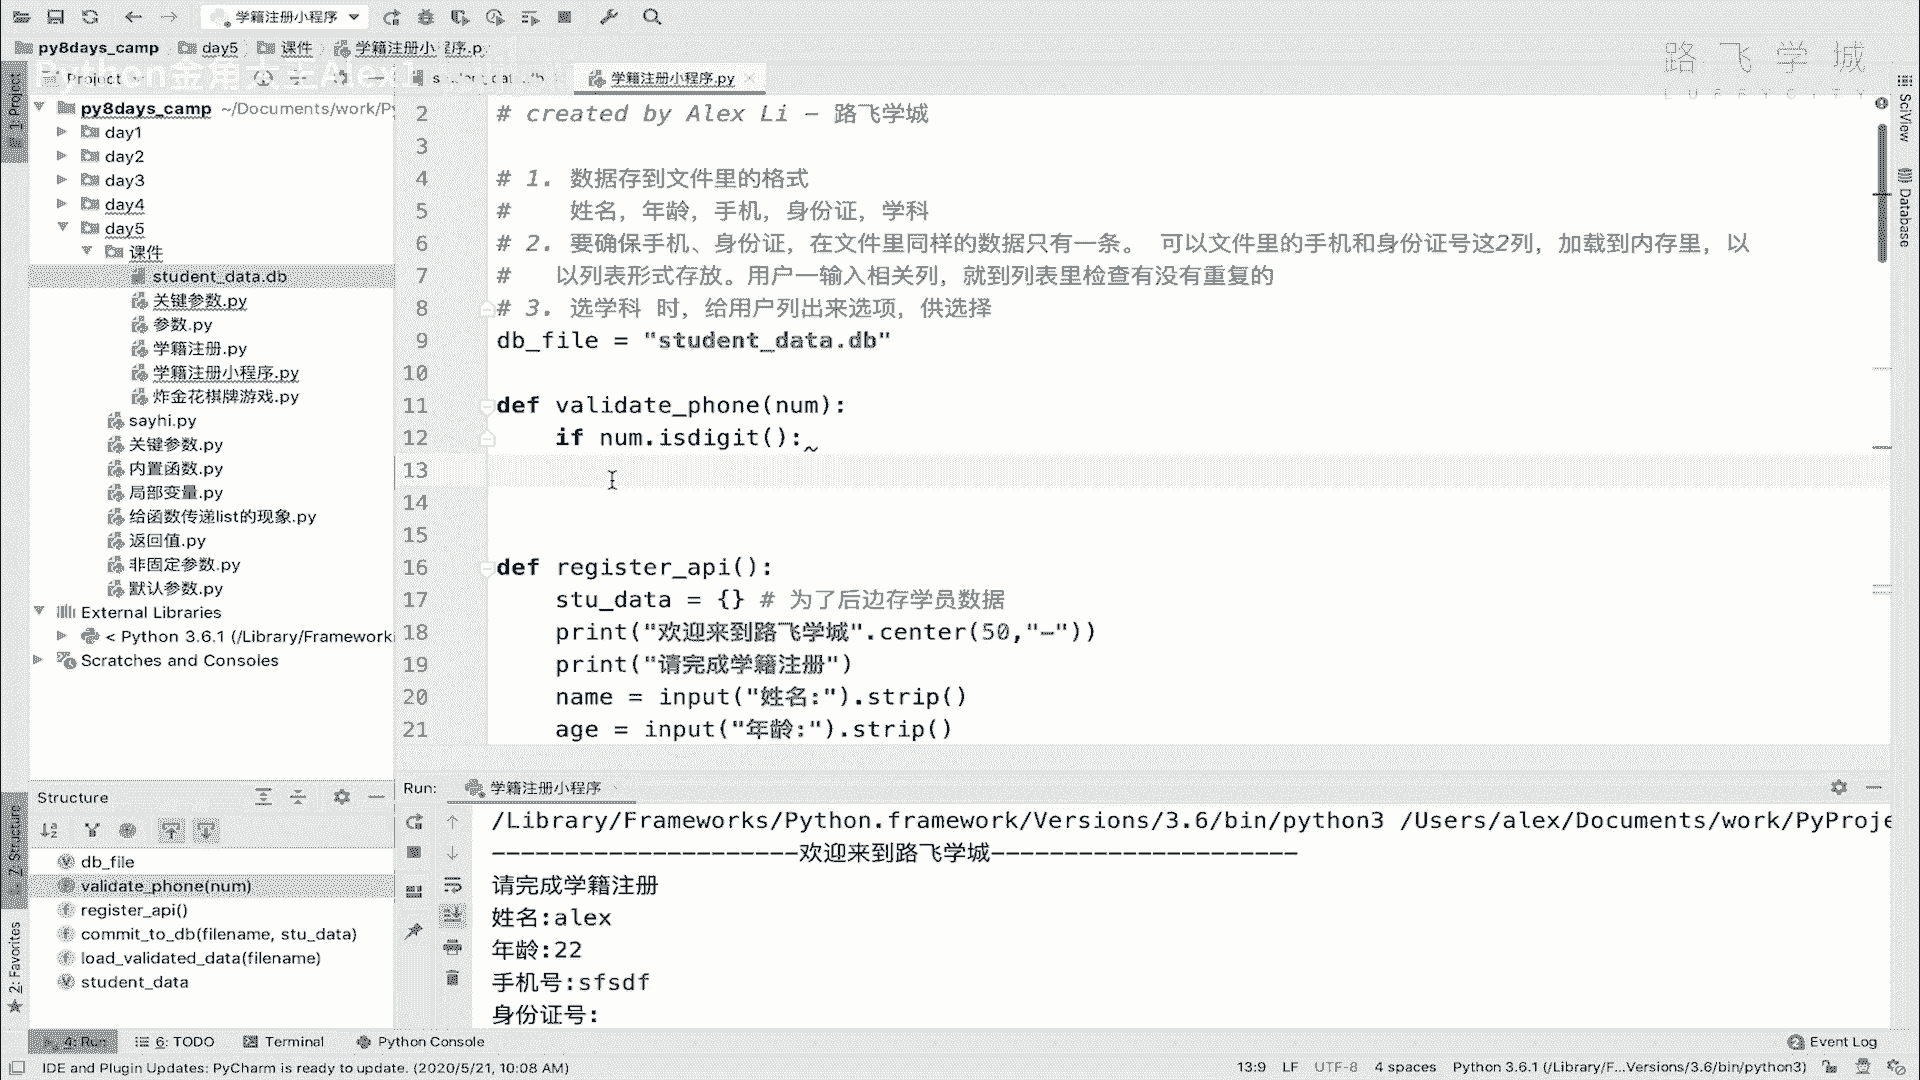 学籍注册小程序
py8days_camp day5 课件 学籍注册小程序.p
Python金角大王Alex1
路飞学城
LUFFYCITY
Project
学籍注册小程序.py
1: Project
py8days_camp ~/Documents/work/Py
day1
day2
day3
day4
day5
课件
student_data.db
关键参数.py
参数.py
学籍注册.py
学籍注册小程序.py
炸金花棋牌游戏.py
sayhi.py
关键参数.py
内置函数.py
局部变量.py
给函数传递list的现象.py
返回值.py
非固定参数.py
默认参数.py
External Libraries
< Python 3.6.1 (/Library/Framework
Scratches and Consoles
2 # created by Alex Li - 路飞学城
3
4 # 1. 数据存到文件里的格式
5 # 姓名, 年龄, 手机, 身份证, 学科
6 # 2. 要确保手机、身份证, 在文件里同样的数据只有一条。 可以文件里的手机和身份证号这2列, 加载到内存里, 以
7 # 以列表形式存放。用户一输入相关列, 就到列表里检查有没有重复的
8 # 3. 选学科 时, 给用户列出来选项, 供选择
9 db_file = "student_data.db"
10
11 def validate_phone(num):
12 if num.isdigit():
13
14
15
16 def register_api():
17 stu_data = {} # 为了后边存学员数据
18 print("欢迎来到路飞学城".center(50,"-"))
19 print("请完成学籍注册")
20 name = input("姓名:").strip()
21 age = input("年龄:").strip()
SciView
Database
Structure
7: Structure
db_file
validate_phone(num)
register_api()
commit_to_db(filename, stu_data)
load_validated_data(filename)
student_data
2: Favorites
Run: 学籍注册小程序
/Library/Frameworks/Python.framework/Versions/3.6/bin/python3 /Users/alex/Documents/work/PyProje
---------------------欢迎来到路飞学城---------------------
请完成学籍注册
姓名:alex
年龄:22
手机号:sfsdf
身份证号:
4: Run 6: TODO Terminal Python Console 2 Event Log
IDE and Plugin Updates: PyCharm is ready to update. (2020/5/21, 10:08 AM) 13:9 LF UTF-8 4 spaces Python 3.6.1 (/Library/F...Versions/3.6/bin/python3)